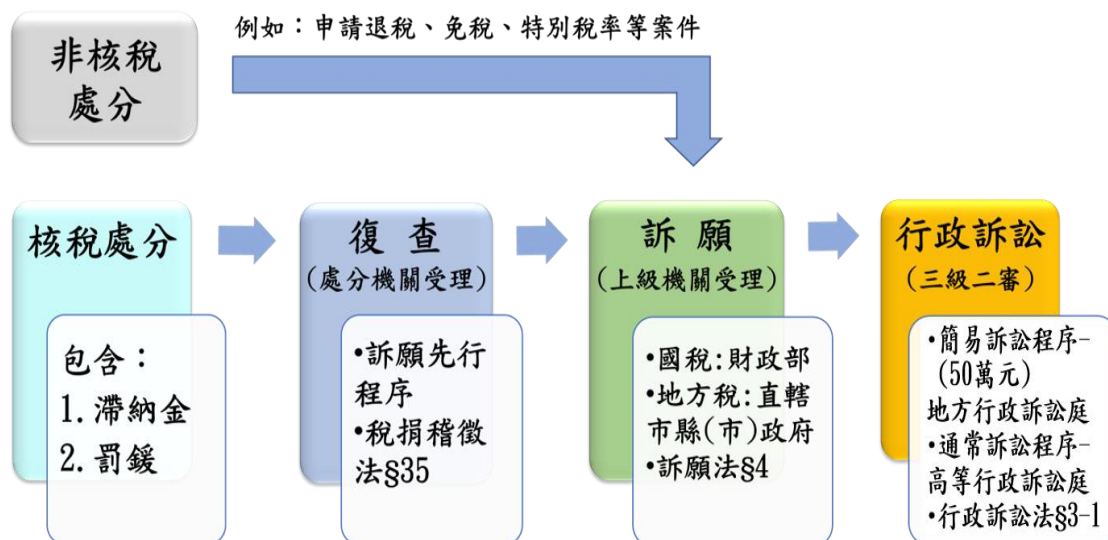 例如：申請退稅、免稅、特別稅率等案件
非核稅
處分
核稅處分
包含：
1.滯納金
2.罰鍰
復查
(處分機關受理)
•訴願先行
程序
•稅捐稽徵
法§35
訴願
(上級機關受理)
•國稅:財政部
•地方稅:直轄
市縣(市)政府
•訴願法§4
行政訴訟
(三級二審)
•簡易訴訟程序-
(50萬元)
地方行政訴訟庭
•通常訴訟程序-
高等行政訴訟庭
•行政訴訟法§3-1